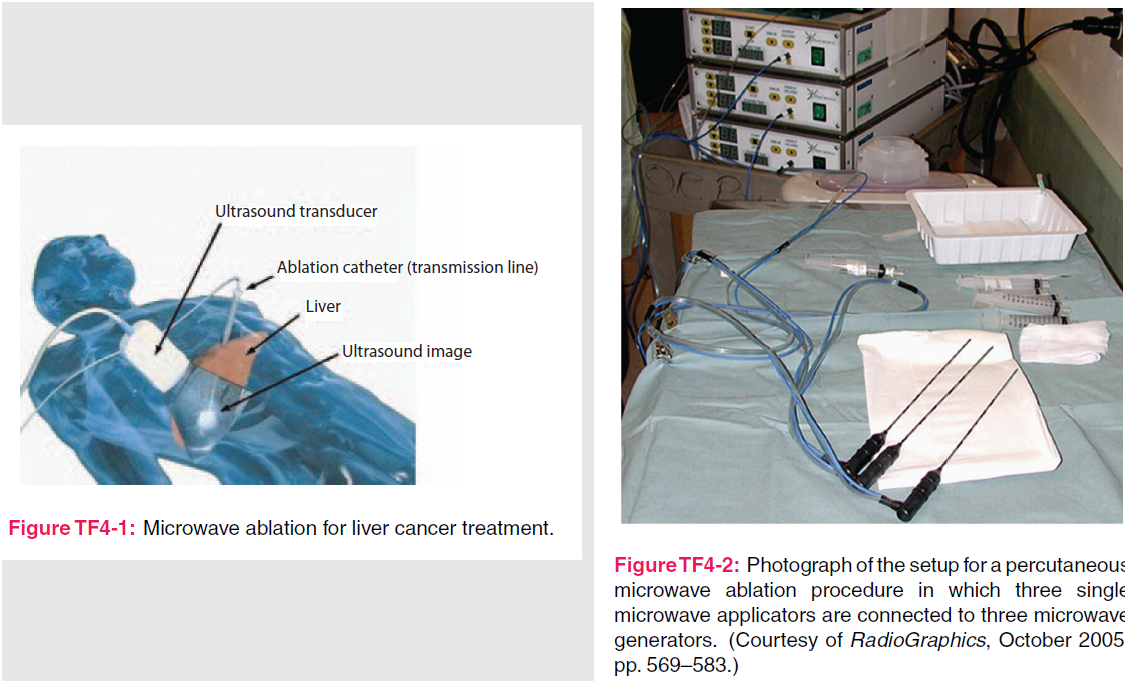 Ultrasound transducer
Ablation catheter (transmission line)
Liver
Ultrasound image
Figure TF4-1: Microwave ablation for liver cancer treatment.
Figure TF4-2: Photograph of the setup for a percutaneous
microwave ablation procedure in which three single
microwave applicators are connected to three microwave
generators. (Courtesy of RadioGraphics, October 2005
pp. 569–583.)